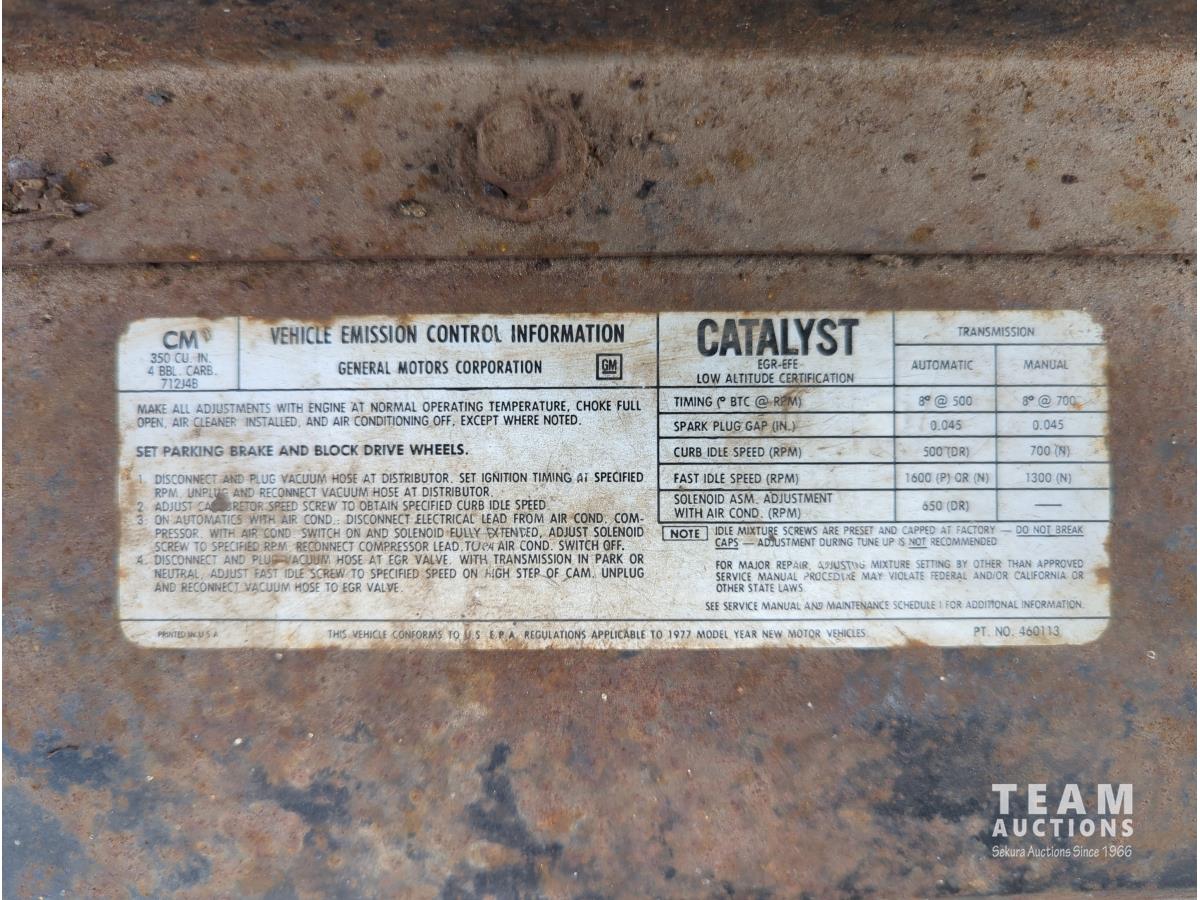 CM
350 CU. IN.
4 BBL. CARB.
712J4B
VEHICLE EMISSION CONTROL INFORMATION
GENERAL MOTORS CORPORATION
GM
MAKE ALL ADJUSTMENTS WITH ENGINE AT NORMAL OPERATING TEMPERATURE, CHOKE FULL
OPEN, AIR CLEANER INSTALLED, AND AIR CONDITIONING OFF, EXCEPT WHERE NOTED.
SET PARKING BRAKE AND BLOCK DRIVE WHEELS.
1. DISCONNECT AND PLUG VACUUM HOSE AT DISTRIBUTOR. SET IGNITION TIMING AT SPECIFIED
RPM. UNPLUG AND RECONNECT VACUUM HOSE AT DISTRIBUTOR.
2. ADJUST CARBURETOR SPEED SCREW TO OBTAIN SPECIFIED CURB IDLE SPEED.
3. ON AUTOMATICS WITH AIR COND.: DISCONNECT ELECTRICAL LEAD FROM AIR COND. COM-
PRESSOR. WITH AIR COND. SWITCH ON AND SOLENOID FULLY EXTENDED, ADJUST SOLENOID
SCREW TO SPECIFIED RPM. RECONNECT COMPRESSOR LEAD. TURN AIR COND. SWITCH OFF.
4. DISCONNECT AND PLUG VACUUM HOSE AT EGR VALVE. WITH TRANSMISSION IN PARK OR
NEUTRAL, ADJUST FAST IDLE SCREW TO SPECIFIED SPEED ON HIGH STEP OF CAM. UNPLUG
AND RECONNECT VACUUM HOSE TO EGR VALVE.
CATALYST
EGR-EFE
LOW ALTITUDE CERTIFICATION
TRANSMISSION
AUTOMATIC MANUAL
TIMING (° BTC @ RPM) 8° @ 500 8° @ 700
SPARK PLUG GAP (IN.) 0.045 0.045
CURB IDLE SPEED (RPM) 500 (DR) 700 (N)
FAST IDLE SPEED (RPM) 1600 (P) OR (N) 1300 (N)
SOLENOID ASM. ADJUSTMENT
WITH AIR COND. (RPM) 650 (DR) —
NOTE IDLE MIXTURE SCREWS ARE PRESET AND CAPPED AT FACTORY — DO NOT BREAK
CAPS — ADJUSTMENT DURING TUNE UP IS NOT RECOMMENDED
FOR MAJOR REPAIR, ADJUSTING MIXTURE SETTING BY OTHER THAN APPROVED
SERVICE MANUAL PROCEDURE MAY VIOLATE FEDERAL AND/OR CALIFORNIA OR
OTHER STATE LAWS
SEE SERVICE MANUAL AND MAINTENANCE SCHEDULE I FOR ADDITIONAL INFORMATION.
PRINTED IN U.S.A. THIS VEHICLE CONFORMS TO U.S. E.P.A. REGULATIONS APPLICABLE TO 1977 MODEL YEAR NEW MOTOR VEHICLES. PT. NO. 460113
TEAM
AUCTIONS
Sekura Auctions Since 1966